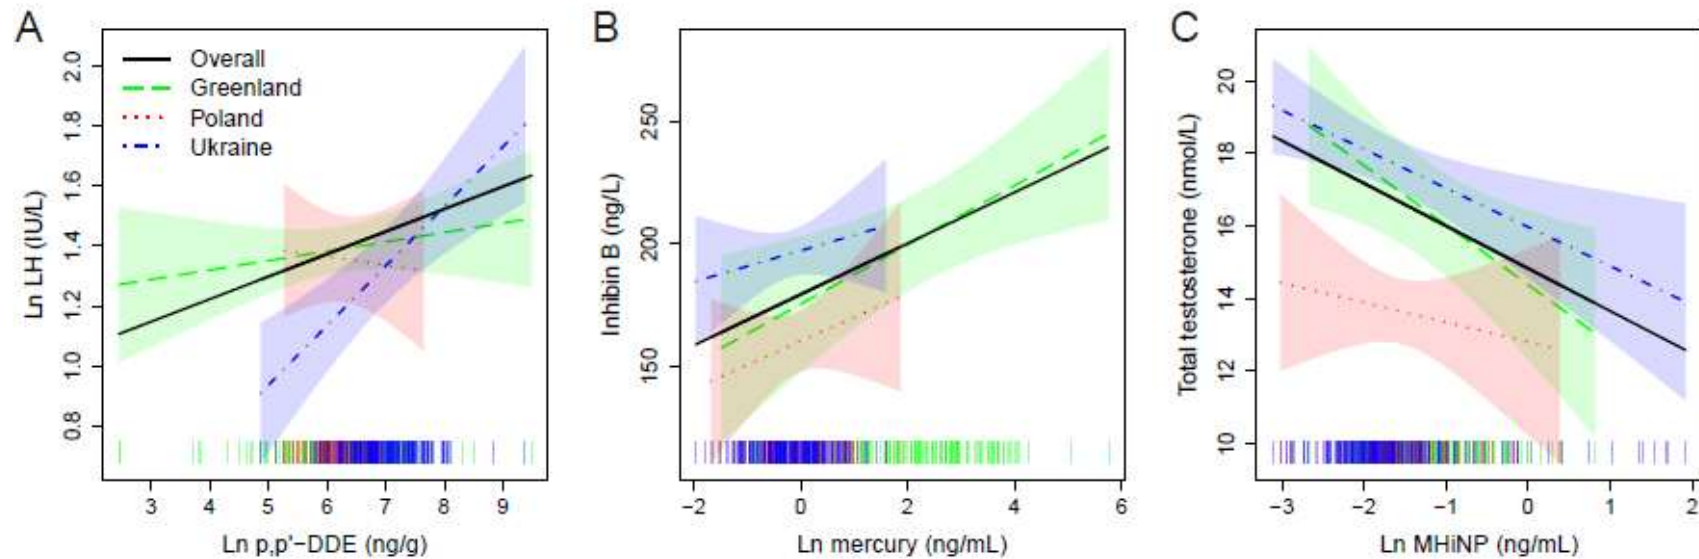 A
Overall
Greenland
Poland
Ukraine
Ln LH (IU/L)
2.0
1.8
1.6
1.4
1.2
1.0
0.8
3 4 5 6 7 8 9
Ln p,p'−DDE (ng/g)
B
Inhibin B (ng/L)
250
200
150
−2 0 2 4 6
Ln mercury (ng/mL)
C
Total testosterone (nmol/L)
20
18
16
14
12
10
−3 −2 −1 0 1 2
Ln MHiNP (ng/mL)